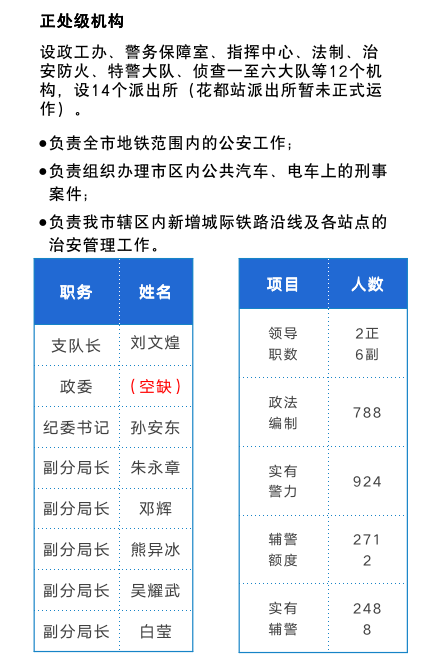 正处级机构
设政工办、警务保障室、指挥中心、法制、治
安防火、特警大队、侦查一至六大队等12个机
构，设14个派出所（花都站派出所暂未正式运
作）。
●负责全市地铁范围内的公安工作；
●负责组织办理市区内公共汽车、电车上的刑事
案件；
●负责我市辖区内新增城际铁路沿线及各站点的
治安管理工作。
职务 姓名
支队长 刘文煌
政委 （空缺）
纪委书记 孙安东
副分局长 朱永章
副分局长 邓辉
副分局长 熊异冰
副分局长 吴耀武
副分局长 白莹
项目 人数
领导 2正
职数 6副
政法
编制 788
实有
警力 924
辅警 271
额度 2
实有 248
辅警 8